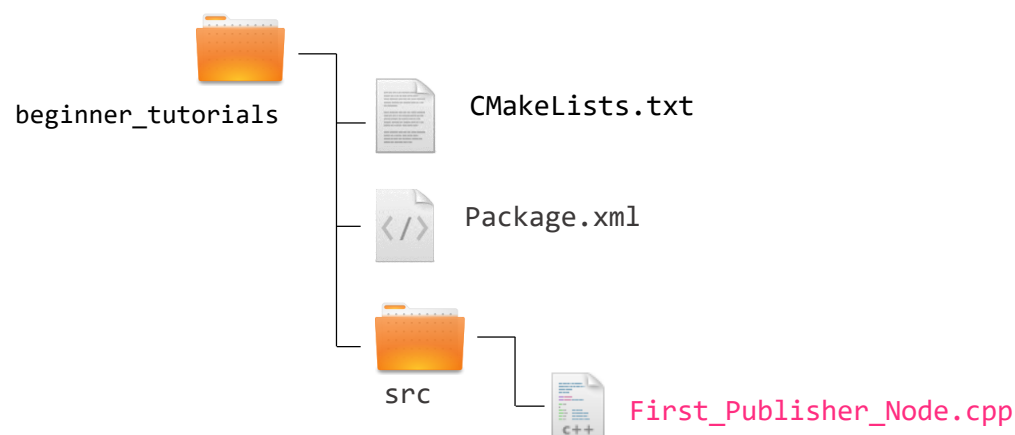 beginner_tutorials
CMakeLists.txt
Package.xml
</>
src
First_Publisher_Node.cpp
C++